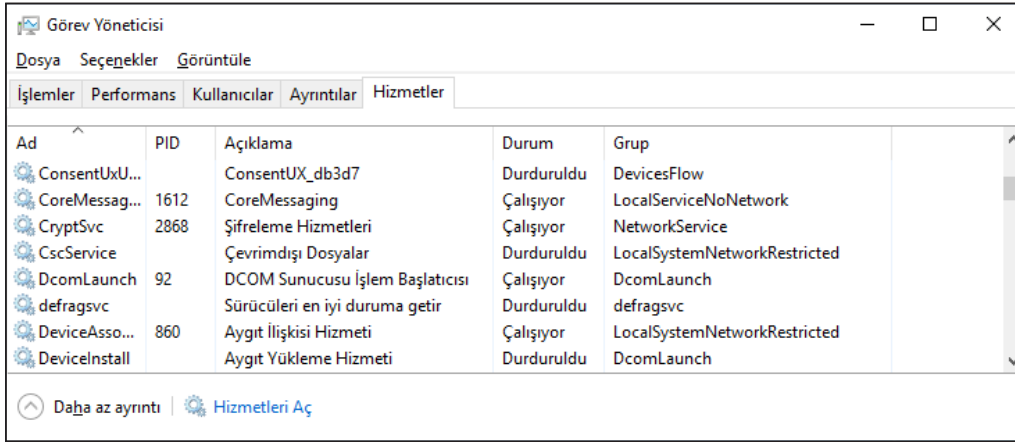 Görev Yöneticisi
Dosya Seçenekler Görüntüle
İşlemler Performans Kullanıcılar Ayrıntılar Hizmetler
Ad PID Açıklama Durum Grup
ConsentUxU... ConsentUX_db3d7 Durduruldu DevicesFlow
CoreMessag... 1612 CoreMessaging Çalışıyor LocalServiceNoNetwork
CryptSvc 2868 Şifreleme Hizmetleri Çalışıyor NetworkService
CscService Çevrimdışı Dosyalar Durduruldu LocalSystemNetworkRestricted
DcomLaunch 92 DCOM Sunucusu İşlem Başlatıcısı Çalışıyor DcomLaunch
defragsvc Sürücüleri en iyi duruma getir Durduruldu defragsvc
DeviceAsso... 860 Aygıt İlişkisi Hizmeti Çalışıyor LocalSystemNetworkRestricted
DeviceInstall Aygıt Yükleme Hizmeti Durduruldu DcomLaunch
Daha az ayrıntı Hizmetleri Aç